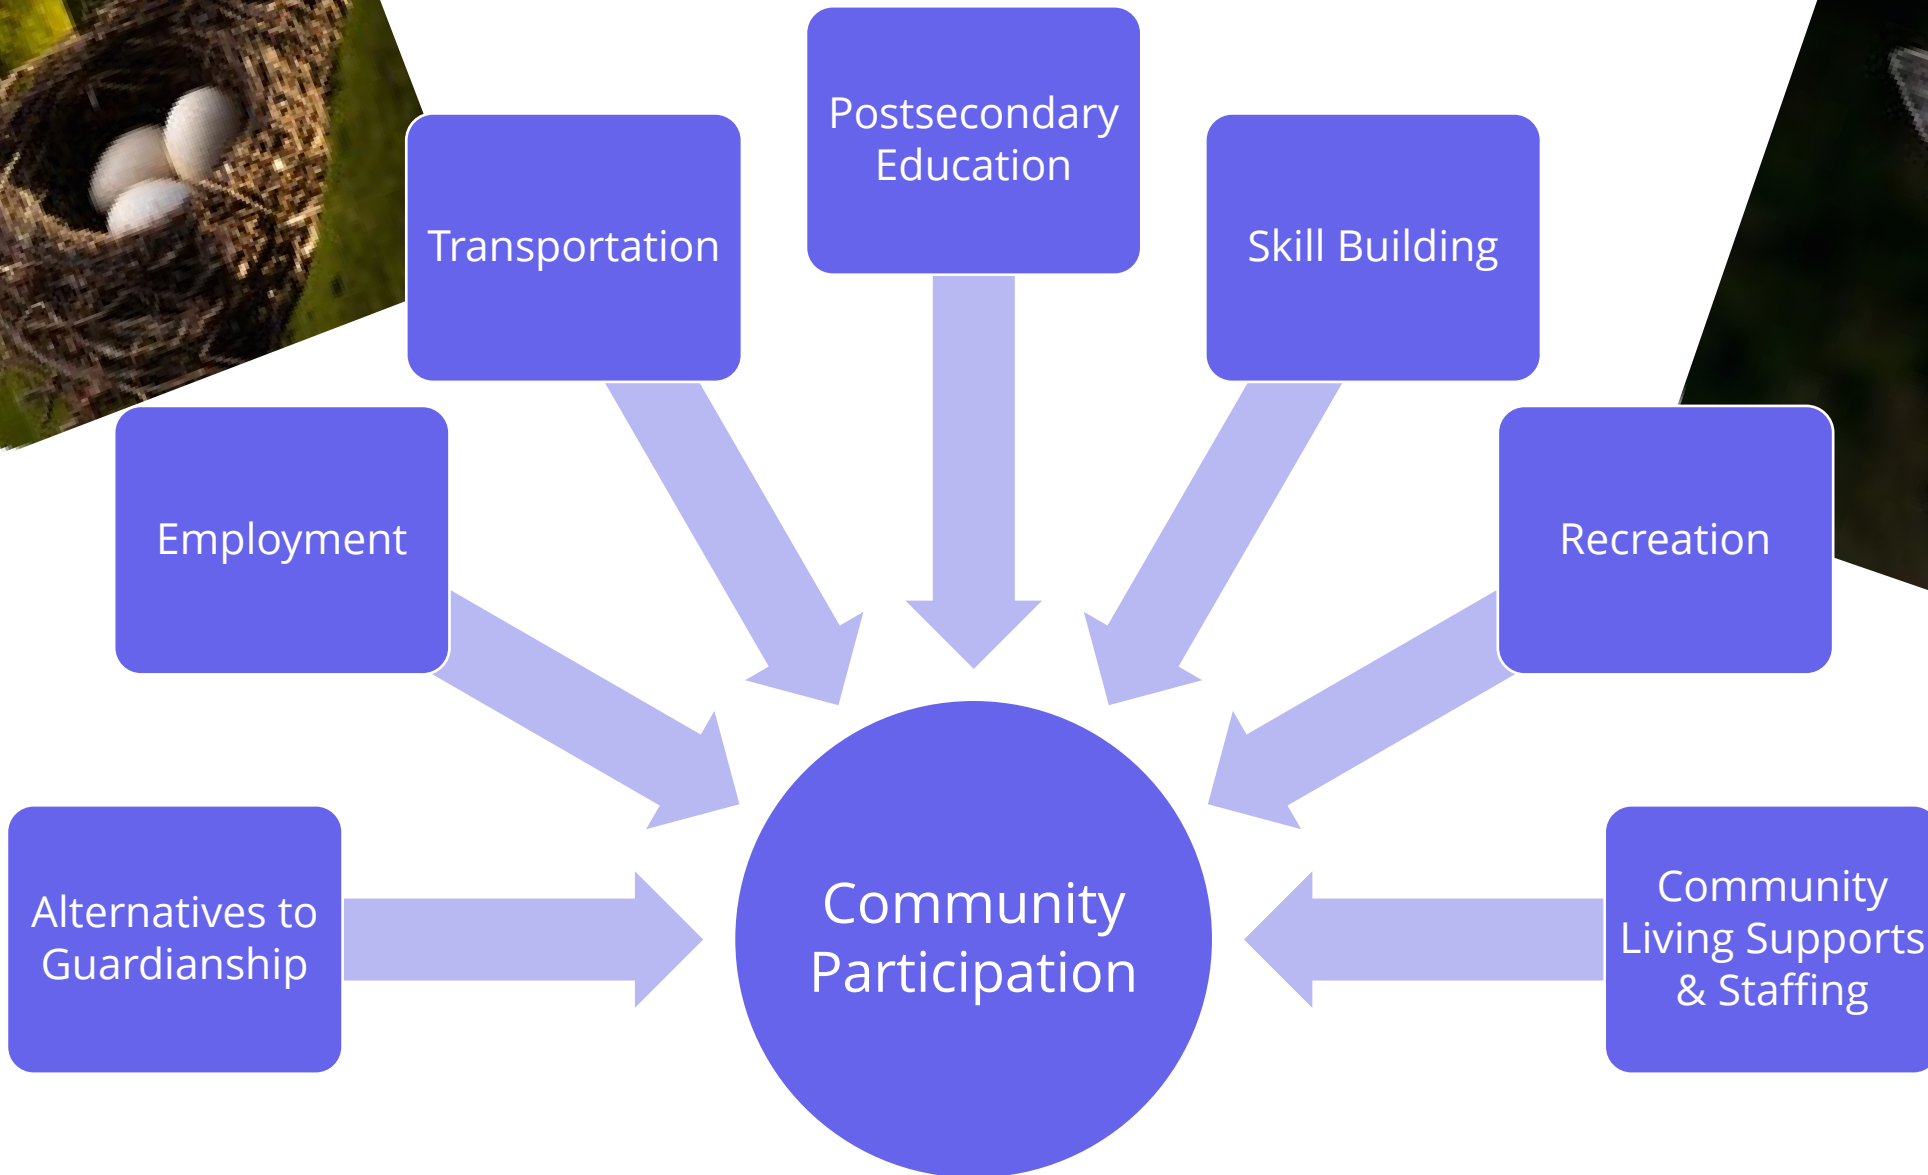 Postsecondary
Education
Transportation
Skill Building
Employment
Recreation
Alternatives to
Guardianship
Community
Participation
Community
Living Supports
& Staffing